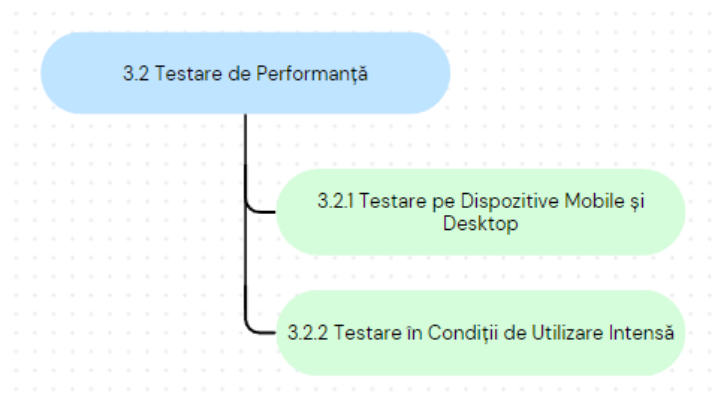 3.2 Testare de Performanță
3.2.1 Testare pe Dispozitive Mobile și
Desktop
3.2.2 Testare în Condiții de Utilizare Intensă